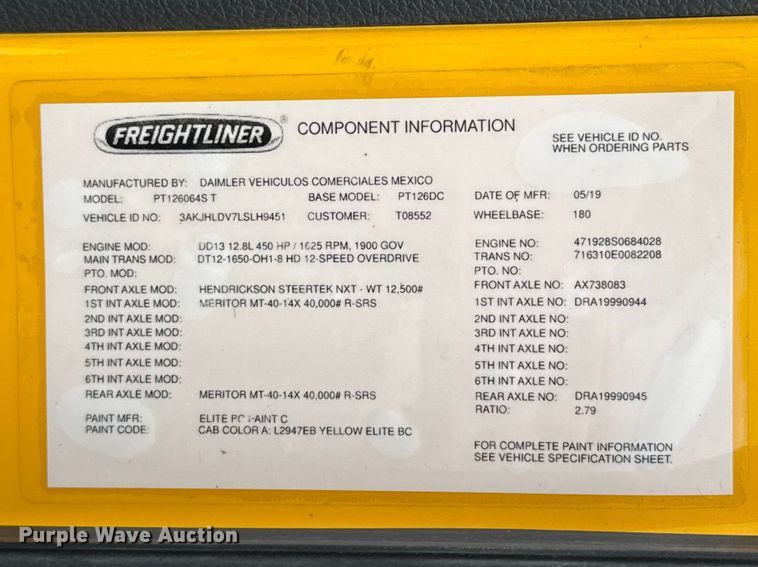 FREIGHTLINER ® COMPONENT INFORMATION
SEE VEHICLE ID NO.
WHEN ORDERING PARTS
MANUFACTURED BY: DAIMLER VEHICULOS COMERCIALES MEXICO
MODEL: PT126064S T BASE MODEL: PT126DC DATE OF MFR: 05/19
VEHICLE ID NO: 3AKJHLDV7LSLH9451 CUSTOMER: T08552 WHEELBASE: 180
ENGINE MOD: DD13 12.8L 450 HP / 1625 RPM, 1900 GOV ENGINE NO: 471928S0684028
MAIN TRANS MOD: DT12-1650-OH1-8 HD 12-SPEED OVERDRIVE TRANS NO: 716310E0082208
PTO. MOD: PTO. NO:
FRONT AXLE MOD: HENDRICKSON STEERTEK NXT - WT 12,500# FRONT AXLE NO: AX738083
1ST INT AXLE MOD: MERITOR MT-40-14X 40,000# R-SRS 1ST INT AXLE NO: DRA19990944
2ND INT AXLE MOD: 2ND INT AXLE NO:
3RD INT AXLE MOD: 3RD INT AXLE NO:
4TH INT AXLE MOD: 4TH INT AXLE NO:
5TH INT AXLE MOD: 5TH INT AXLE NO:
6TH INT AXLE MOD: 6TH INT AXLE NO:
REAR AXLE MOD: MERITOR MT-40-14X 40,000# R-SRS REAR AXLE NO: DRA19990945
RATIO: 2.79
PAINT MFR: ELITE C
PAINT CODE: CAB COLOR A: L2947EB YELLOW ELITE BC
FOR COMPLETE PAINT INFORMATION
SEE VEHICLE SPECIFICATION SHEET.
Purple Wave Auction